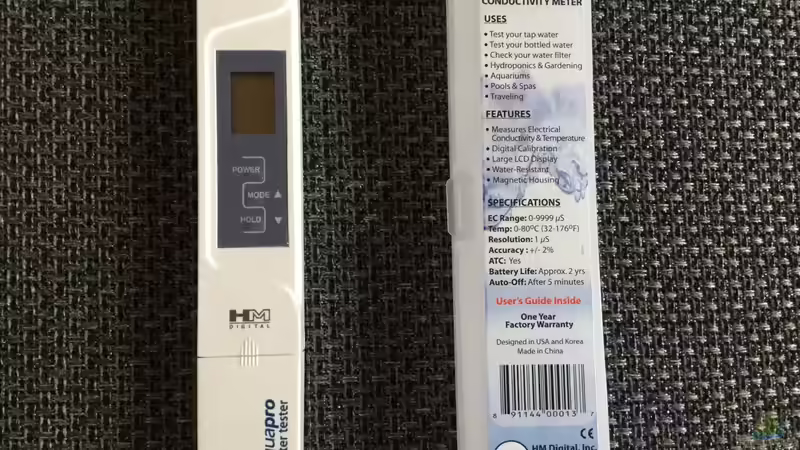 POWER
MODE
HOLD
HM
DIGITAL
CONDUCTIVITY METER
USES
• Test your tap water
• Test your bottled water
• Check your water filter
• Hydroponics & Gardening
• Aquariums
• Pools & Spas
• Traveling
FEATURES
• Measures Electrical
Conductivity & Temperature
• Digital Calibration
• Large LCD Display
• Water-Resistant
• Magnetic Housing
SPECIFICATIONS
EC Range: 0-9999 µS
Temp: 0-80ºC (32-176ºF)
Resolution: 1 µS
Accuracy : +/- 2%
ATC: Yes
Battery Life: Approx. 2 yrs
Auto-Off: After 5 minutes
User's Guide Inside
One Year
Factory Warranty
Designed in USA and Korea
Made in China
8 91144 00013 7
CE
HM Digital, Inc.
uapro
ter tester